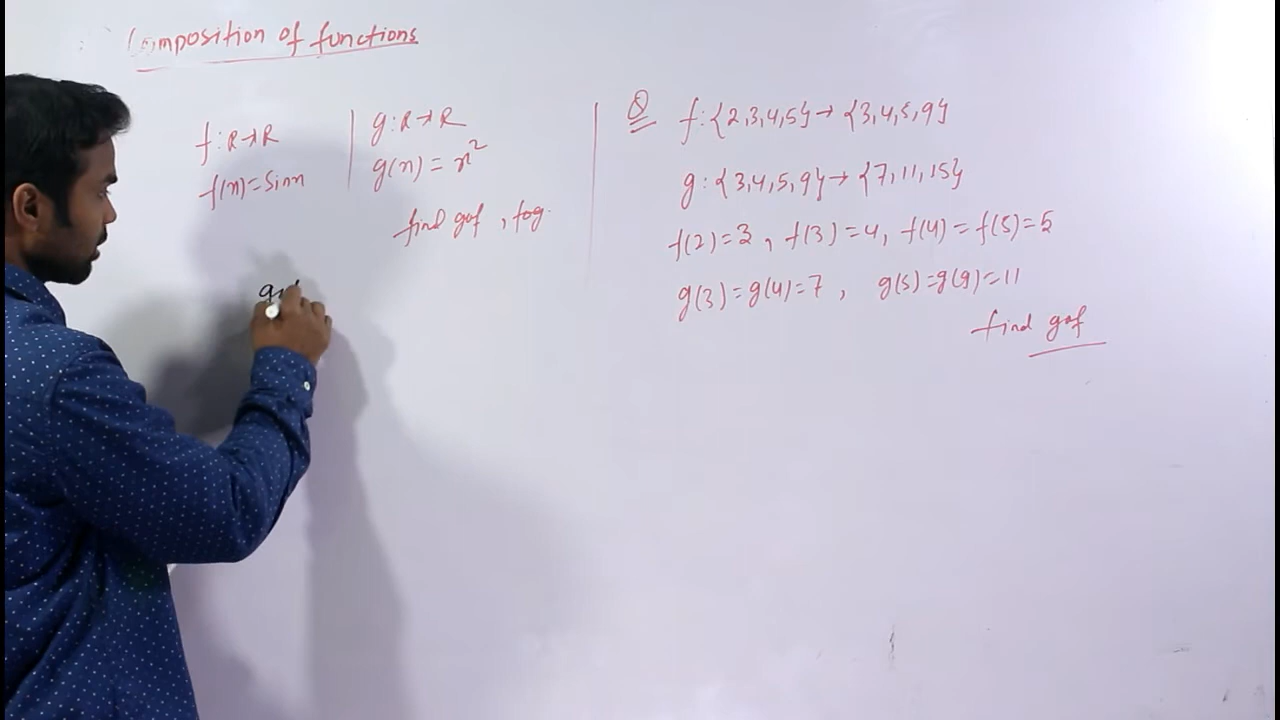 Composition of functions
f:R→R
f(x)=Sinx
g:R→R
g(x)=x²
find gof , fog.
Q f:{2,3,4,5}→{3,4,5,9}
g:{3,4,5,9}→{7,11,15}
f(2)=3, f(3)=4, f(4)=f(5)=5
g(3)=g(4)=7, g(5)=g(9)=11
find gof